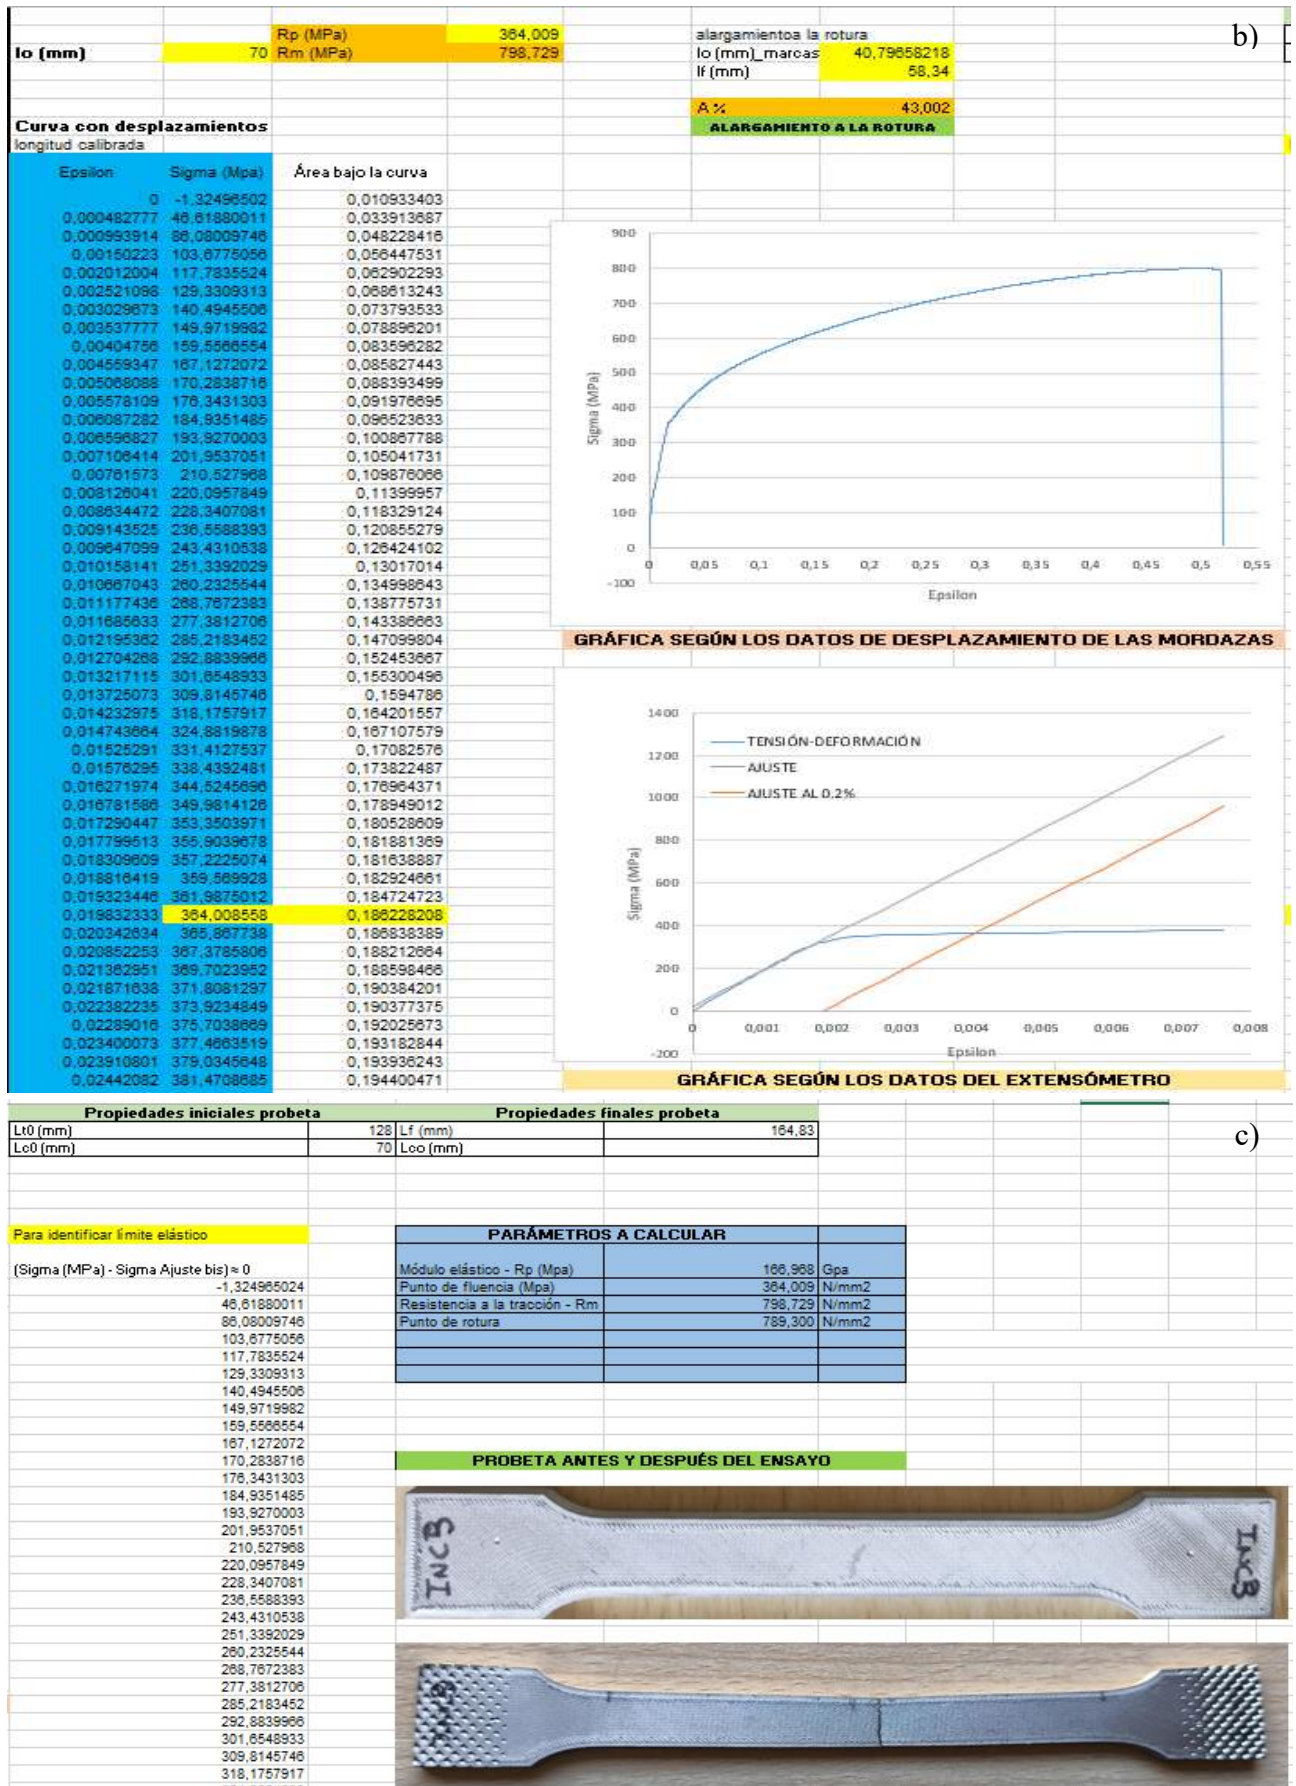 Rp (MPa) 364,009 alargamientoa la rotura b)
lo (mm) 70 Rm (MPa) 798,729 lo (mm)_marcas 40,79658218
lf (mm) 58,34
A % 43,002
Curva con desplazamientos ALARGAMIENTO A LA ROTURA
longitud calibrada
Epsilon Sigma (Mpa) Área bajo la curva
0 -1,32496502 0,010933403
0,000482777 46,61880011 0,033913687
0,000993914 86,08009746 0,048228416
0,00150223 103,6775056 0,056447531
0,002012004 117,7835524 0,062902293
0,002521098 129,3309313 0,068613243
0,003029673 140,4945506 0,073793533
0,003537777 149,9719982 0,078896201
0,00404756 159,5566554 0,083596282
0,004559347 167,1272072 0,085827443
0,005068088 170,2838716 0,088393499
0,005578109 176,3431303 0,091976695
0,006087282 184,9351485 0,096523633
0,006596827 193,9270003 0,100867788
0,007106414 201,9537051 0,105041731
0,00761573 210,527968 0,109876066
0,008126041 220,0957849 0,11399957
0,008634472 228,3407081 0,118329124
0,009143525 236,5588393 0,120855279
0,009647099 243,4310538 0,126424102
0,010158141 251,3392029 0,13017014
0,010667043 260,2325544 0,134998643
0,011177436 268,7672383 0,138775731
0,011685633 277,3812706 0,143386663
0,012195362 285,2183452 0,147099804
0,012704268 292,8839966 0,152453667
0,013217115 301,6548933 0,155300496
0,013725073 309,8145746 0,1594786
0,014232975 318,1757917 0,164201557
0,014743664 324,8819878 0,167107579
0,01525291 331,4127537 0,17082576
0,01576295 338,4392481 0,173822487
0,016271974 344,5245696 0,176964371
0,016781586 349,9814126 0,178949012
0,017290447 353,3503971 0,180528609
0,017799513 355,9039678 0,181881369
0,018309609 357,2225074 0,181638887
0,018816419 359,569928 0,182924661
0,019323446 361,9875012 0,184724723
0,019832333 364,008558 0,186228208
0,020342634 365,867738 0,186838389
0,020852253 367,3785806 0,188212664
0,021362951 369,7023952 0,188598466
0,021871638 371,8081297 0,190384201
0,022382235 373,9234849 0,190377375
0,02289016 375,7038669 0,192025673
0,023400073 377,4663519 0,193182844
0,023910801 379,0345648 0,193936243
0,02442082 381,4708685 0,194400471
900
800
700
600
500
400
300
200
100
0
-100
Sigma (MPa)
0 0,05 0,1 0,15 0,2 0,25 0,3 0,35 0,4 0,45 0,5 0,55
Epsilon
GRÁFICA SEGÚN LOS DATOS DE DESPLAZAMIENTO DE LAS MORDAZAS
1400
1200
1000
800
600
400
200
0
-200
Sigma (MPa)
TENSIÓN-DEFORMACIÓN
AJUSTE
AJUSTE AL 0.2%
0 0,001 0,002 0,003 0,004 0,005 0,006 0,007 0,008
Epsilon
GRÁFICA SEGÚN LOS DATOS DEL EXTENSÓMETRO
Propiedades iniciales probeta Propiedades finales probeta
Lt0 (mm) 128 Lf (mm) 164,83 c)
Lc0 (mm) 70 Lco (mm)
Para identificar límite elástico PARÁMETROS A CALCULAR
(Sigma (MPa) - Sigma Ajuste bis) ≈ 0 Módulo elástico - Rp (Mpa) 166,968 Gpa
-1,324965024 Punto de fluencia (Mpa) 364,009 N/mm2
46,61880011 Resistencia a la tracción - Rm 798,729 N/mm2
86,08009746 Punto de rotura 789,300 N/mm2
103,6775056
117,7835524
129,3309313
140,4945506
149,9719982
159,5566554
167,1272072
170,2838716 PROBETA ANTES Y DESPUÉS DEL ENSAYO
176,3431303
184,9351485
193,9270003
201,9537051
210,527968
220,0957849
228,3407081
236,5588393
243,4310538
251,3392029
260,2325544
268,7672383
277,3812706
285,2183452
292,8839966
301,6548933
309,8145746
318,1757917
INCB
INCB